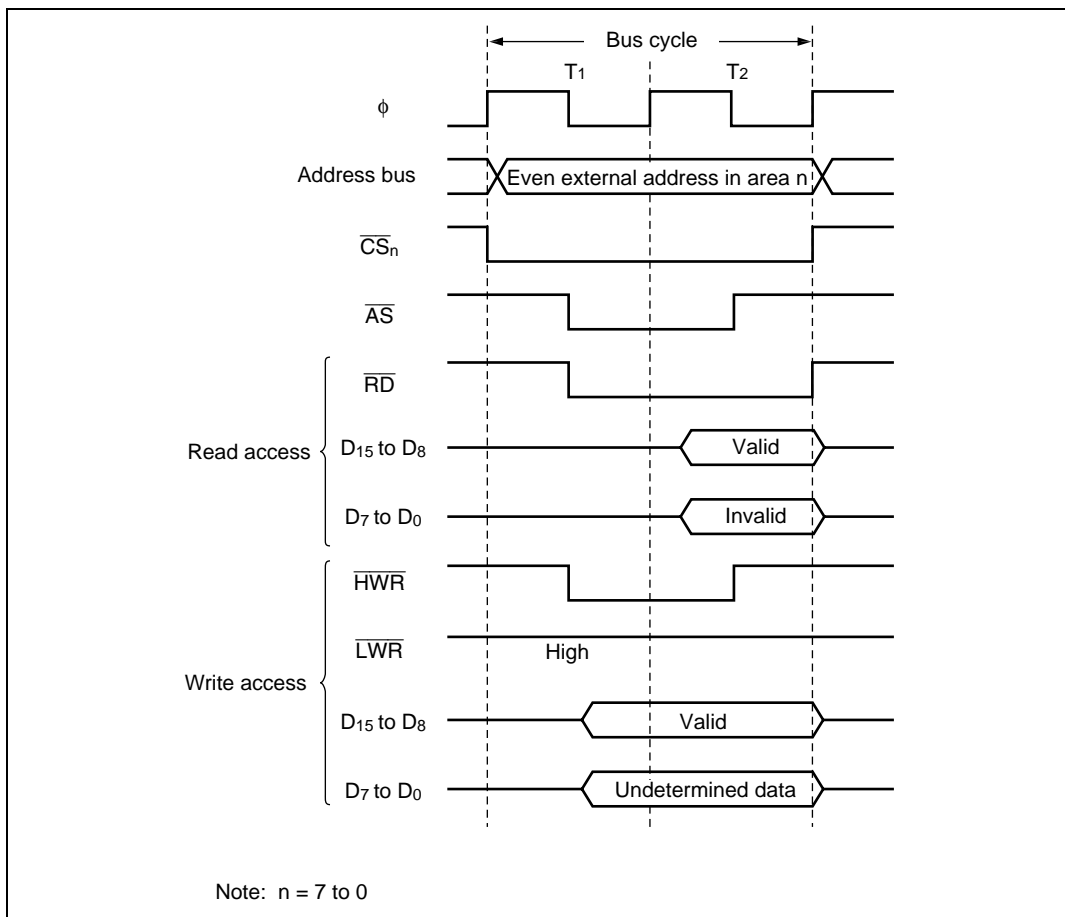 Bus cycle
T1 T2
ϕ
Address bus Even external address in area n
CSn
AS
RD
Read access D15 to D8 Valid
D7 to D0 Invalid
HWR
LWR High
Write access D15 to D8 Valid
D7 to D0 Undetermined data
Note: n = 7 to 0